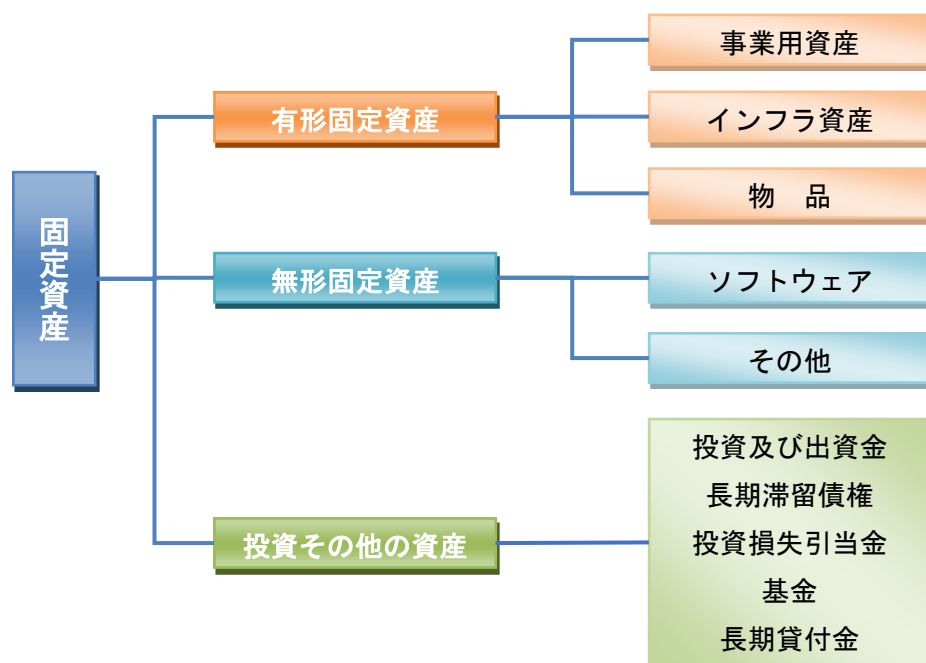 固定資産
有形固定資産
事業用資産
インフラ資産
物　品
無形固定資産
ソフトウェア
その他
投資その他の資産
投資及び出資金
長期滞留債権
投資損失引当金
基金
長期貸付金